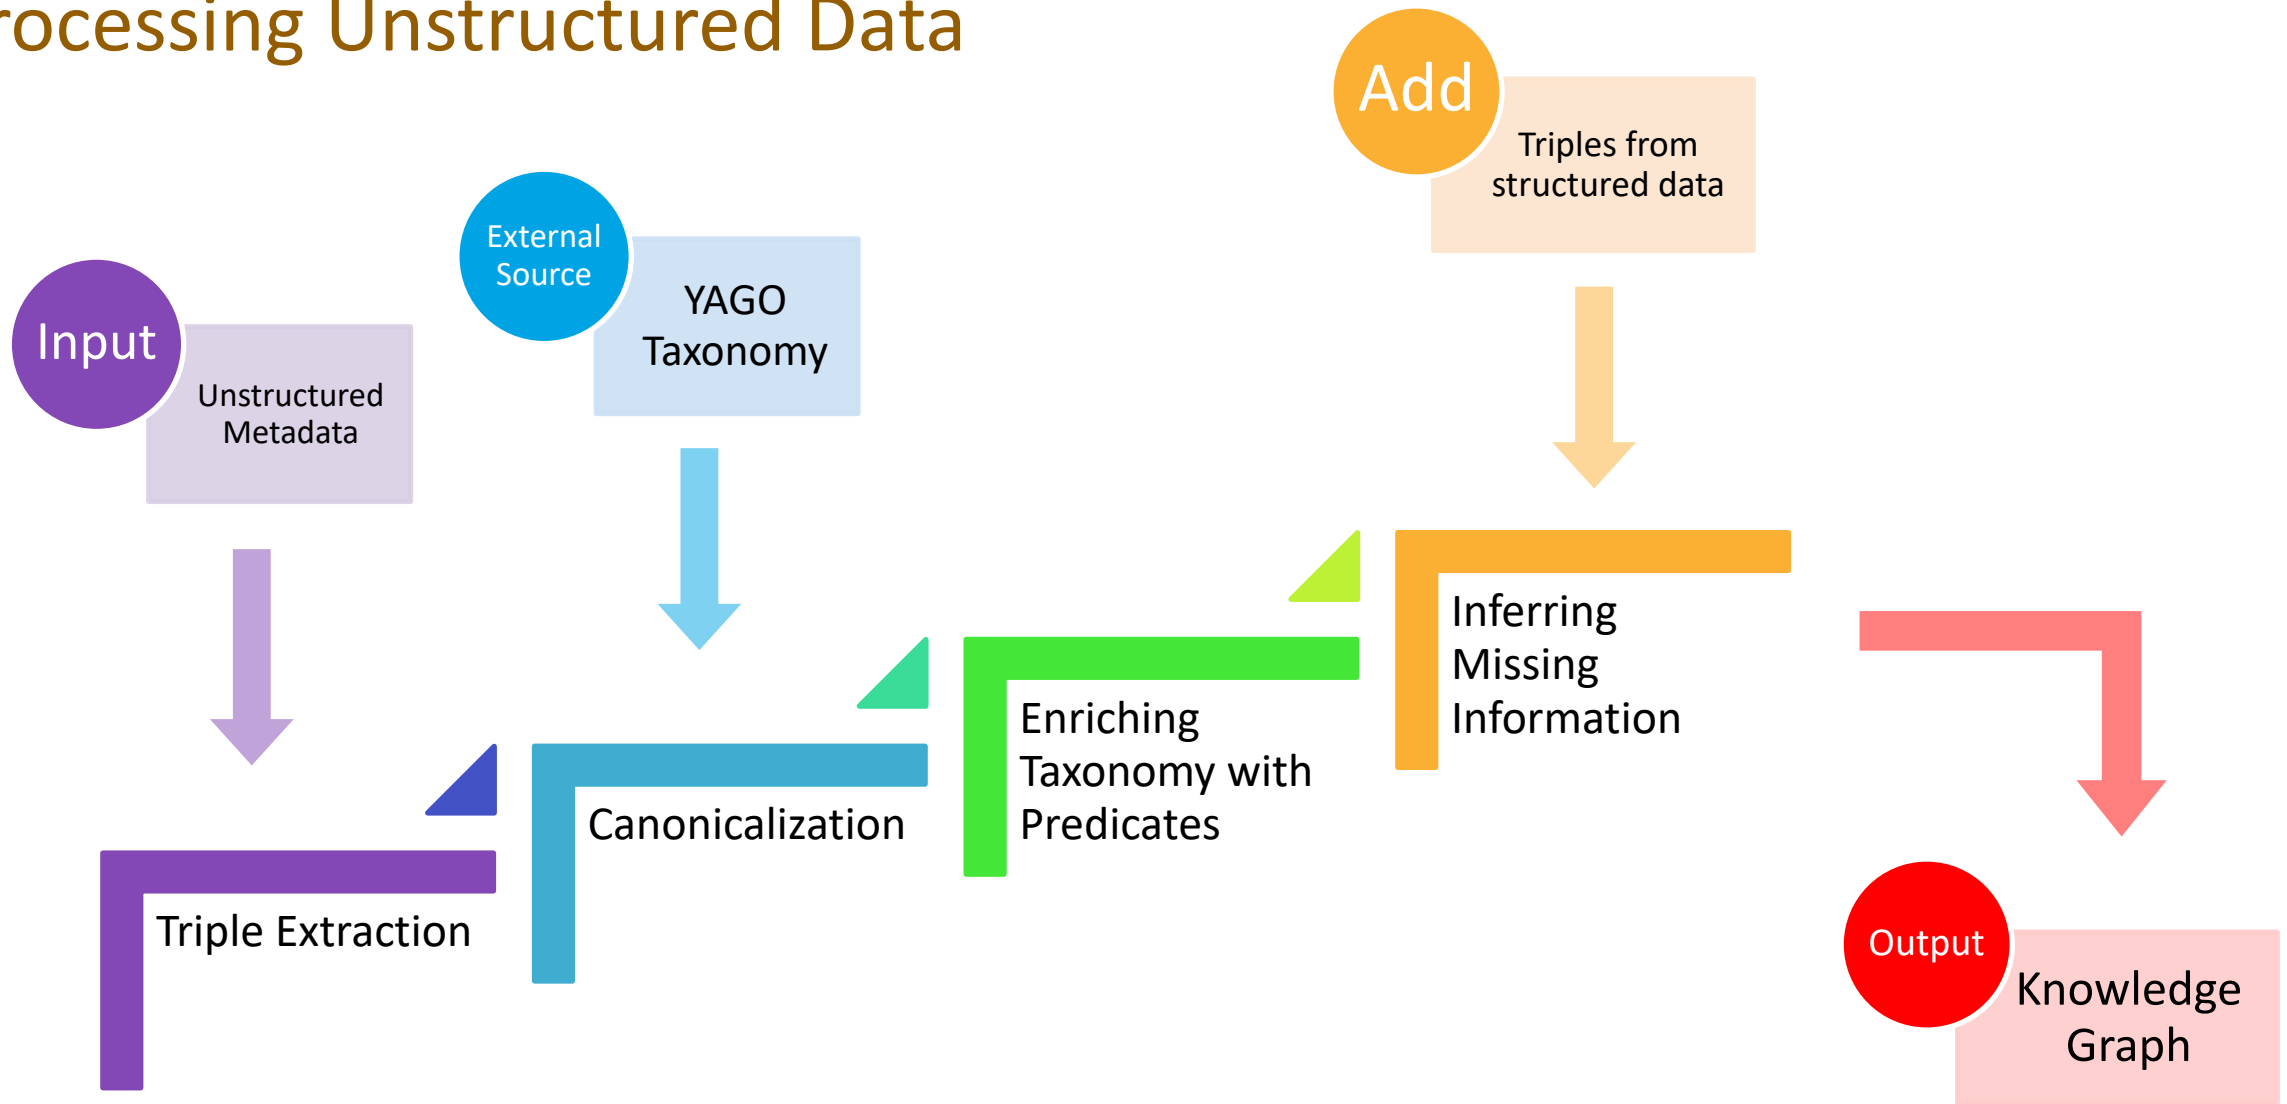 rocessing Unstructured Data
Add
Triples from
structured data
External
Source
YAGO
Taxonomy
Input
Unstructured
Metadata
Inferring
Missing
Information
Enriching
Taxonomy with
Predicates
Canonicalization
Triple Extraction
Output
Knowledge
Graph